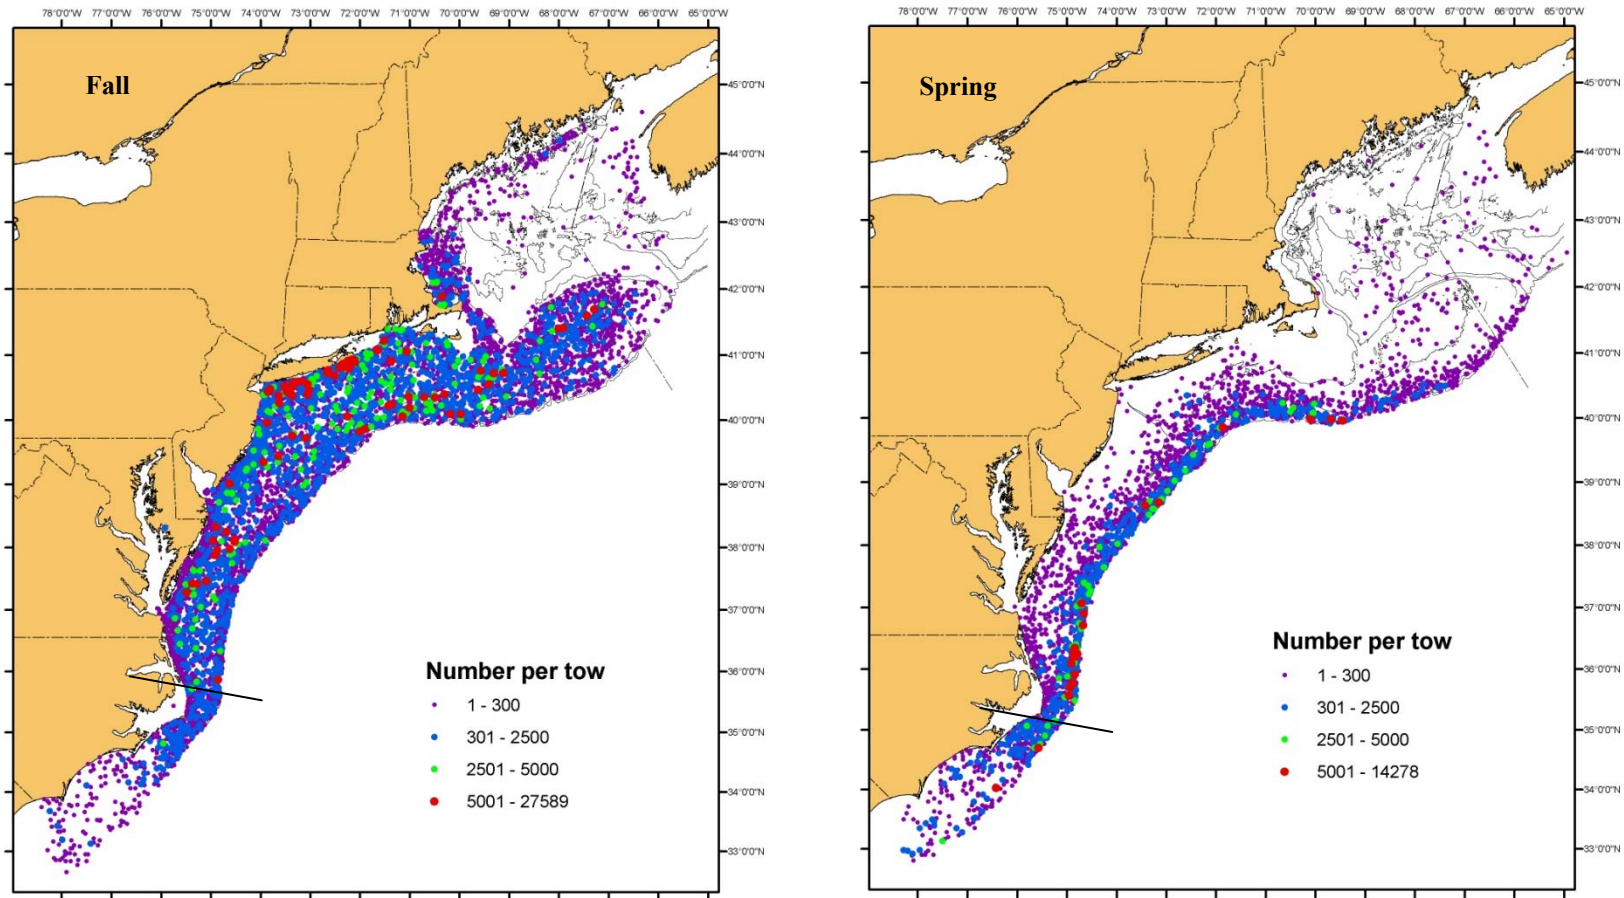 78°0'0"W 77°0'0"W 76°0'0"W 75°0'0"W 74°0'0"W 73°0'0"W 72°0'0"W 71°0'0"W 70°0'0"W 69°0'0"W 68°0'0"W 67°0'0"W 66°0'0"W 65°0'0"W
Fall
45°0'0"N
44°0'0"N
43°0'0"N
42°0'0"N
41°0'0"N
40°0'0"N
39°0'0"N
38°0'0"N
37°0'0"N
36°0'0"N
35°0'0"N
34°0'0"N
33°0'0"N
Number per tow
1 - 300
301 - 2500
2501 - 5000
5001 - 27589
78°0'0"W 77°0'0"W 76°0'0"W 75°0'0"W 74°0'0"W 73°0'0"W 72°0'0"W 71°0'0"W 70°0'0"W 69°0'0"W 68°0'0"W 67°0'0"W 66°0'0"W 65°0'0"W
Spring
45°0'0"N
44°0'0"N
43°0'0"N
42°0'0"N
41°0'0"N
40°0'0"N
39°0'0"N
38°0'0"N
37°0'0"N
36°0'0"N
35°0'0"N
34°0'0"N
33°0'0"N
Number per tow
1 - 300
301 - 2500
2501 - 5000
5001 - 14278